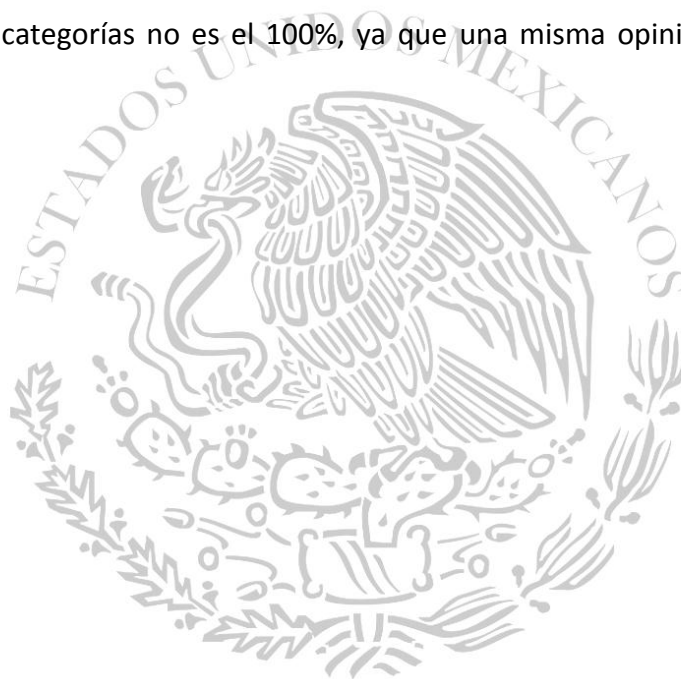 categorías no es el 100%, ya que una misma opini
ESTADOS UNIDOS MEXICANOS